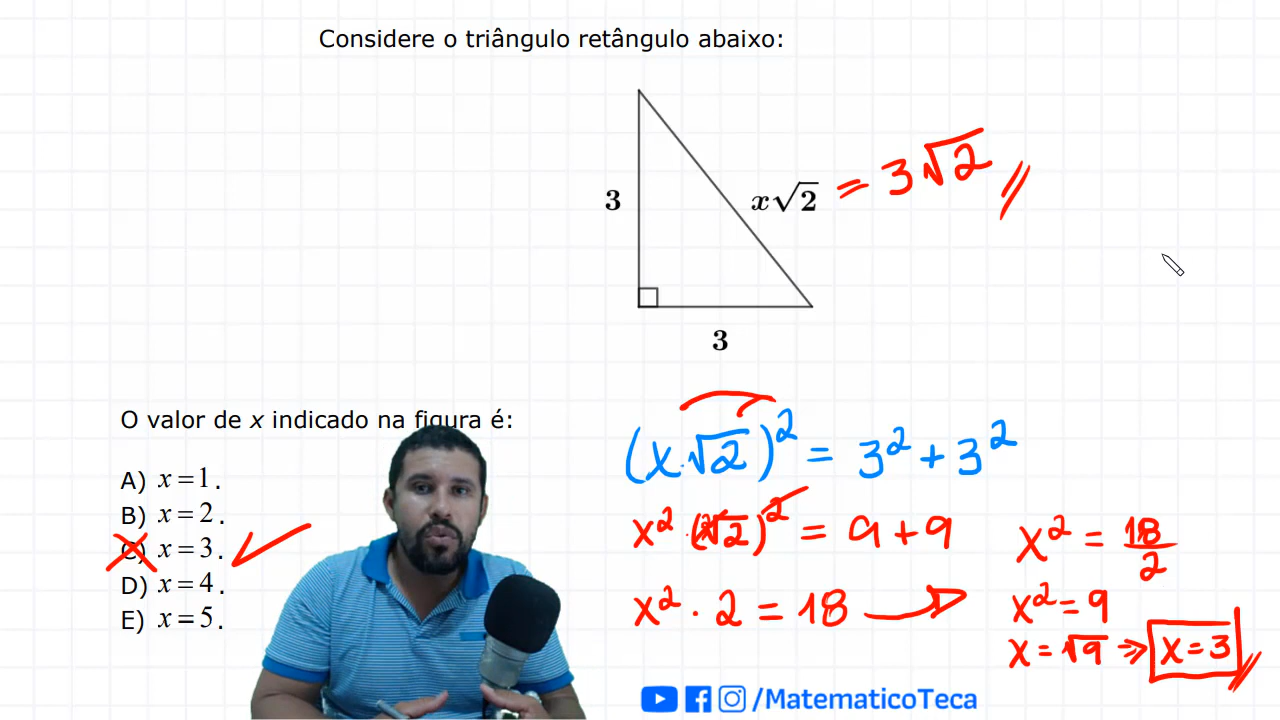 Considere o triângulo retângulo abaixo:
3
x√2 = 3√2
3
O valor de x indicado na figura é:
A) x = 1.
B) x = 2.
C) x = 3.
D) x = 4.
E) x = 5.
(x·√2)² = 3² + 3²
x² · (²√2)² = 9 + 9
x² · 2 = 18
x² = 18/2
x² = 9
x = √9 ⇒ x = 3
/MatematicoTeca